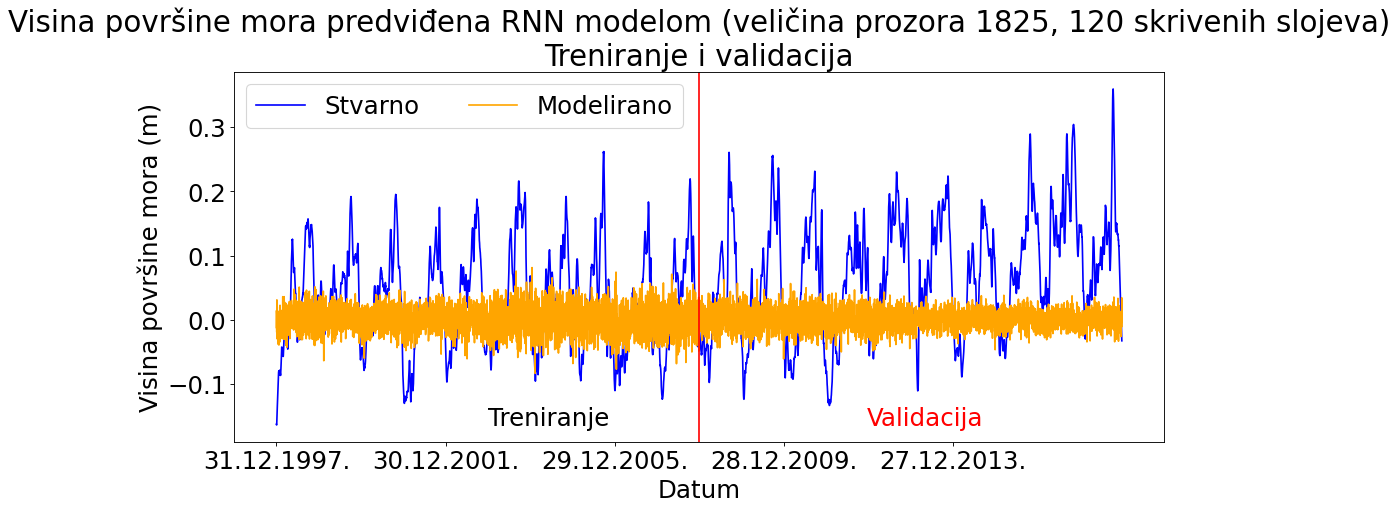 Visina površine mora predviđena RNN modelom (veličina prozora 1825, 120 skrivenih slojeva)
Treniranje i validacija
Stvarno
Modelirano
Visina površine mora (m)
0.3
0.2
0.1
0.0
−0.1
Treniranje
Validacija
31.12.1997.
30.12.2001.
29.12.2005.
28.12.2009.
27.12.2013.
Datum